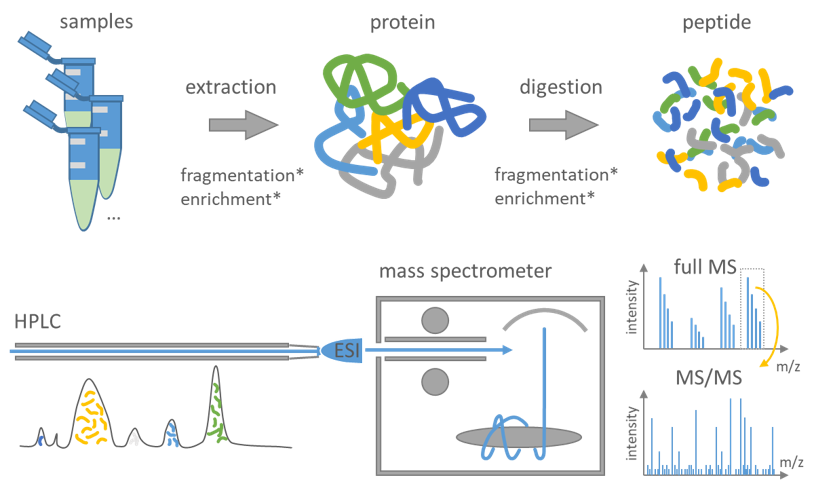 samples
protein
peptide
extraction
digestion
fragmentation*
enrichment*
fragmentation*
enrichment*
...
mass spectrometer
full MS
intensity
m/z
HPLC
ESI
MS/MS
intensity
m/z